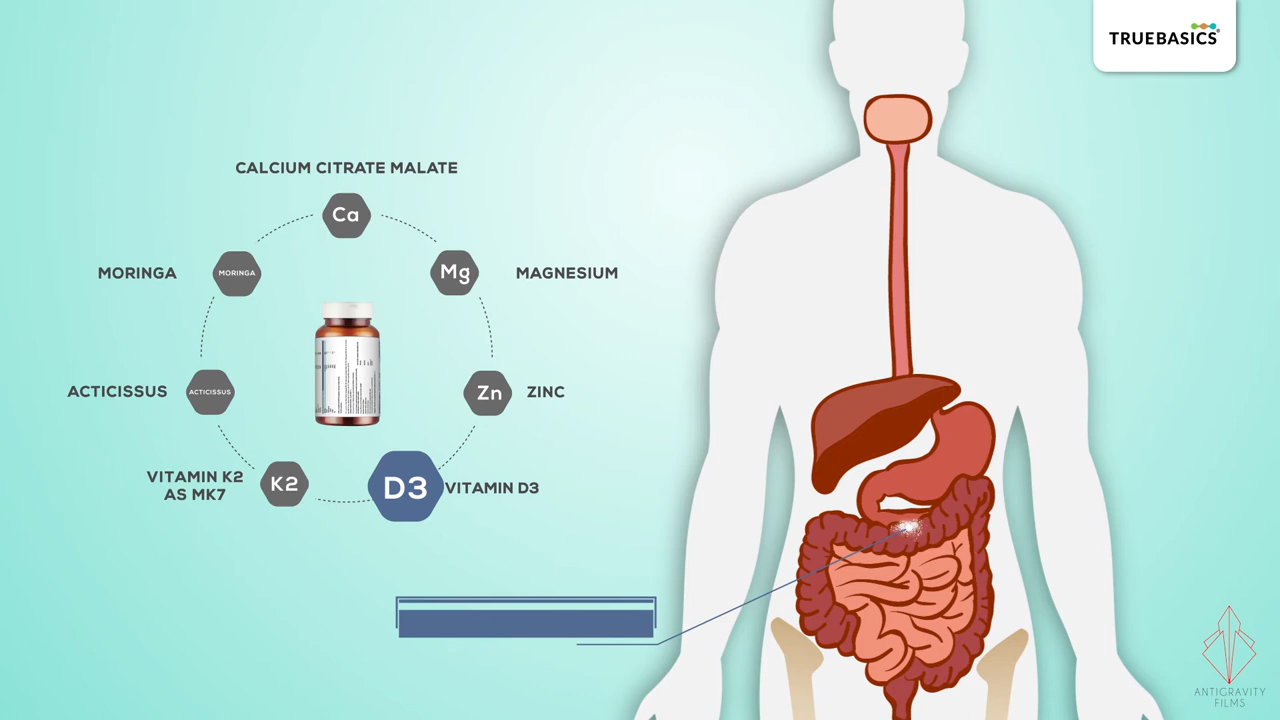 TRUEBASICS
CALCIUM CITRATE MALATE
Ca
MORINGA
MORINGA
Mg
MAGNESIUM
ACTICISSUS
ACTICISSUS
Zn
ZINC
VITAMIN K2
AS MK7
K2
D3
VITAMIN D3
ANTIGRAVITY
FILMS